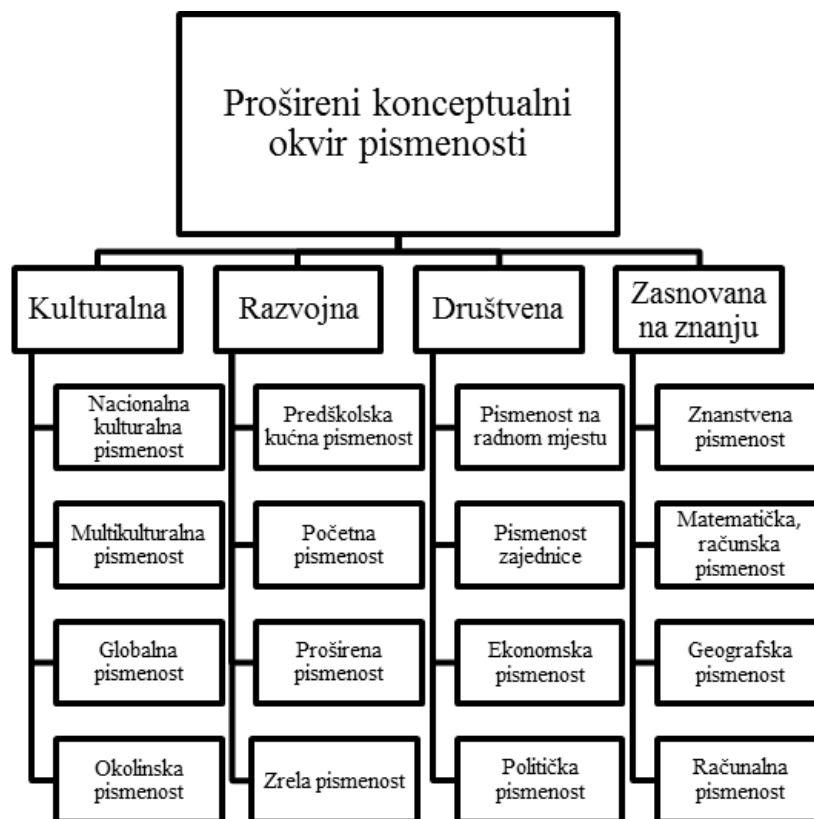 Prošireni konceptualni
okvir pismenosti
Kulturalna
Razvojna
Društvena
Zasnovana
na znanju
Nacionalna
kulturalna
pismenost
Predškolska
kućna pismenost
Pismenost na
radnom mjestu
Znanstvena
pismenost
Multikulturalna
pismenost
Početna
pismenost
Pismenost
zajednice
Matematička,
računska
pismenost
Globalna
pismenost
Proširena
pismenost
Ekonomska
pismenost
Geografska
pismenost
Okolinska
pismenost
Zrela pismenost
Politička
pismenost
Računalna
pismenost